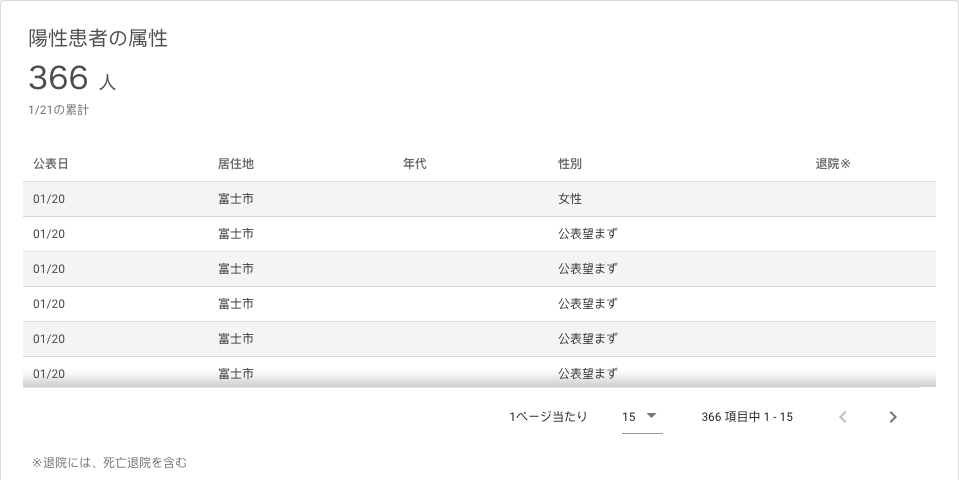 陽性患者の属性
366 人
1/21の累計
公表日 居住地 年代 性別 退院※
01/20 富士市 女性
01/20 富士市 公表望まず
01/20 富士市 公表望まず
01/20 富士市 公表望まず
01/20 富士市 公表望まず
01/20 富士市 公表望まず
1ページ当たり 15 366 項目中 1 - 15
※退院には、死亡退院を含む